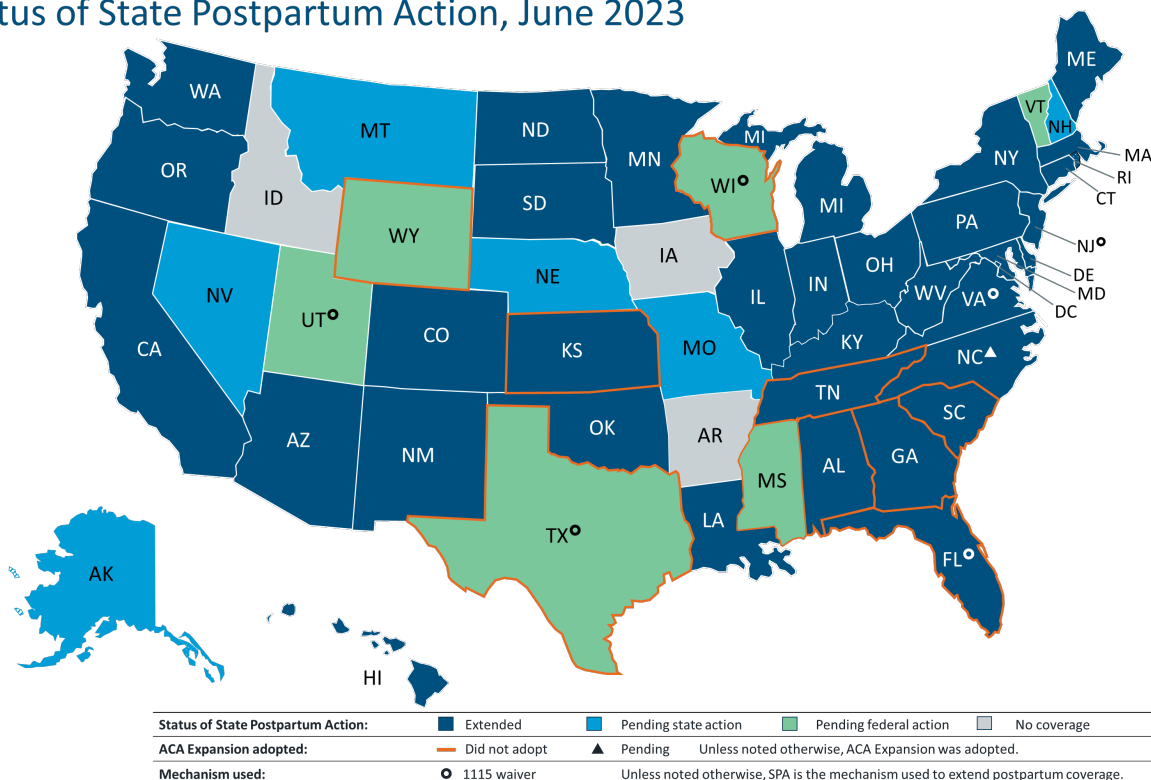 tus of State Postpartum Action, June 2023
WA
MT
ND
MN
MI
ME
VT
NH
OR
ID
SD
WI
MI
NY
MA
RI
CT
WY
IA
PA
NJ
NV
NE
IL
IN
OH
WV
VA
DE
MD
DC
UT
CO
KS
MO
KY
CA
NC
TN
AZ
NM
OK
AR
SC
MS
AL
GA
TX
LA
FL
AK
HI
Status of State Postpartum Action: Extended Pending state action Pending federal action No coverage
ACA Expansion adopted: Did not adopt Pending Unless noted otherwise, ACA Expansion was adopted.
Mechanism used: 1115 waiver Unless noted otherwise, SPA is the mechanism used to extend postpartum coverage.